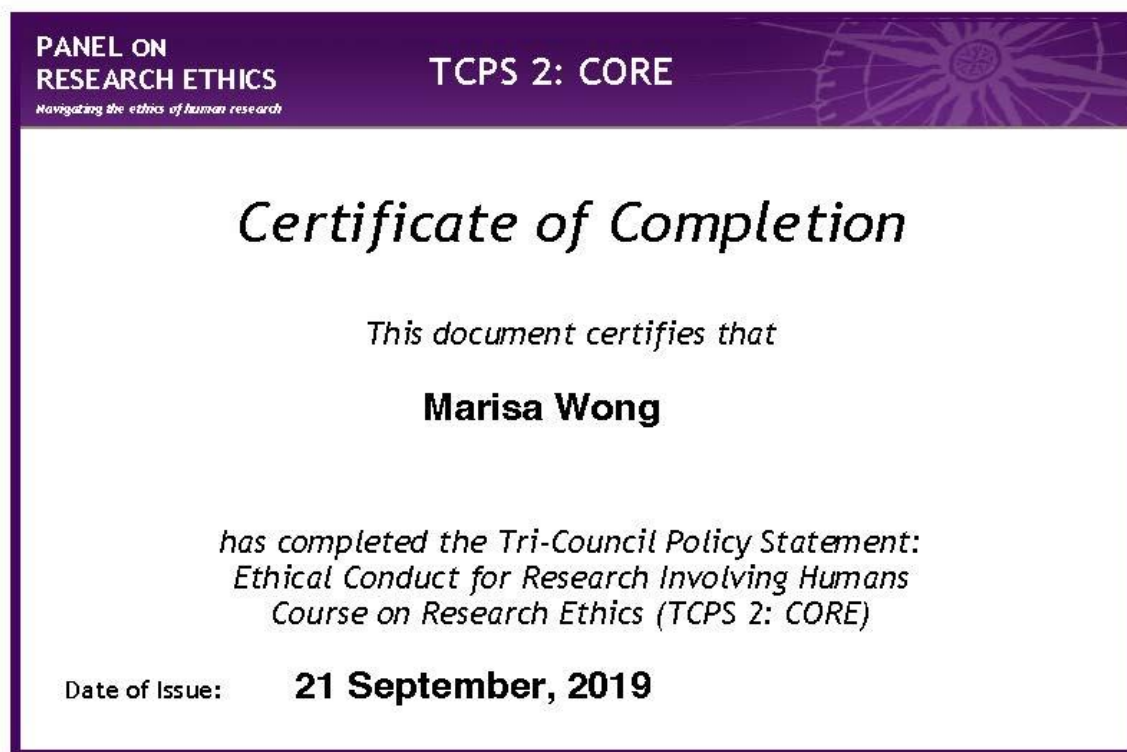 PANEL ON
RESEARCH ETHICS
Navigating the ethics of human research
TCPS 2: CORE
Certificate of Completion
This document certifies that
Marisa Wong
has completed the Tri-Council Policy Statement:
Ethical Conduct for Research Involving Humans
Course on Research Ethics (TCPS 2: CORE)
Date of Issue: 21 September, 2019